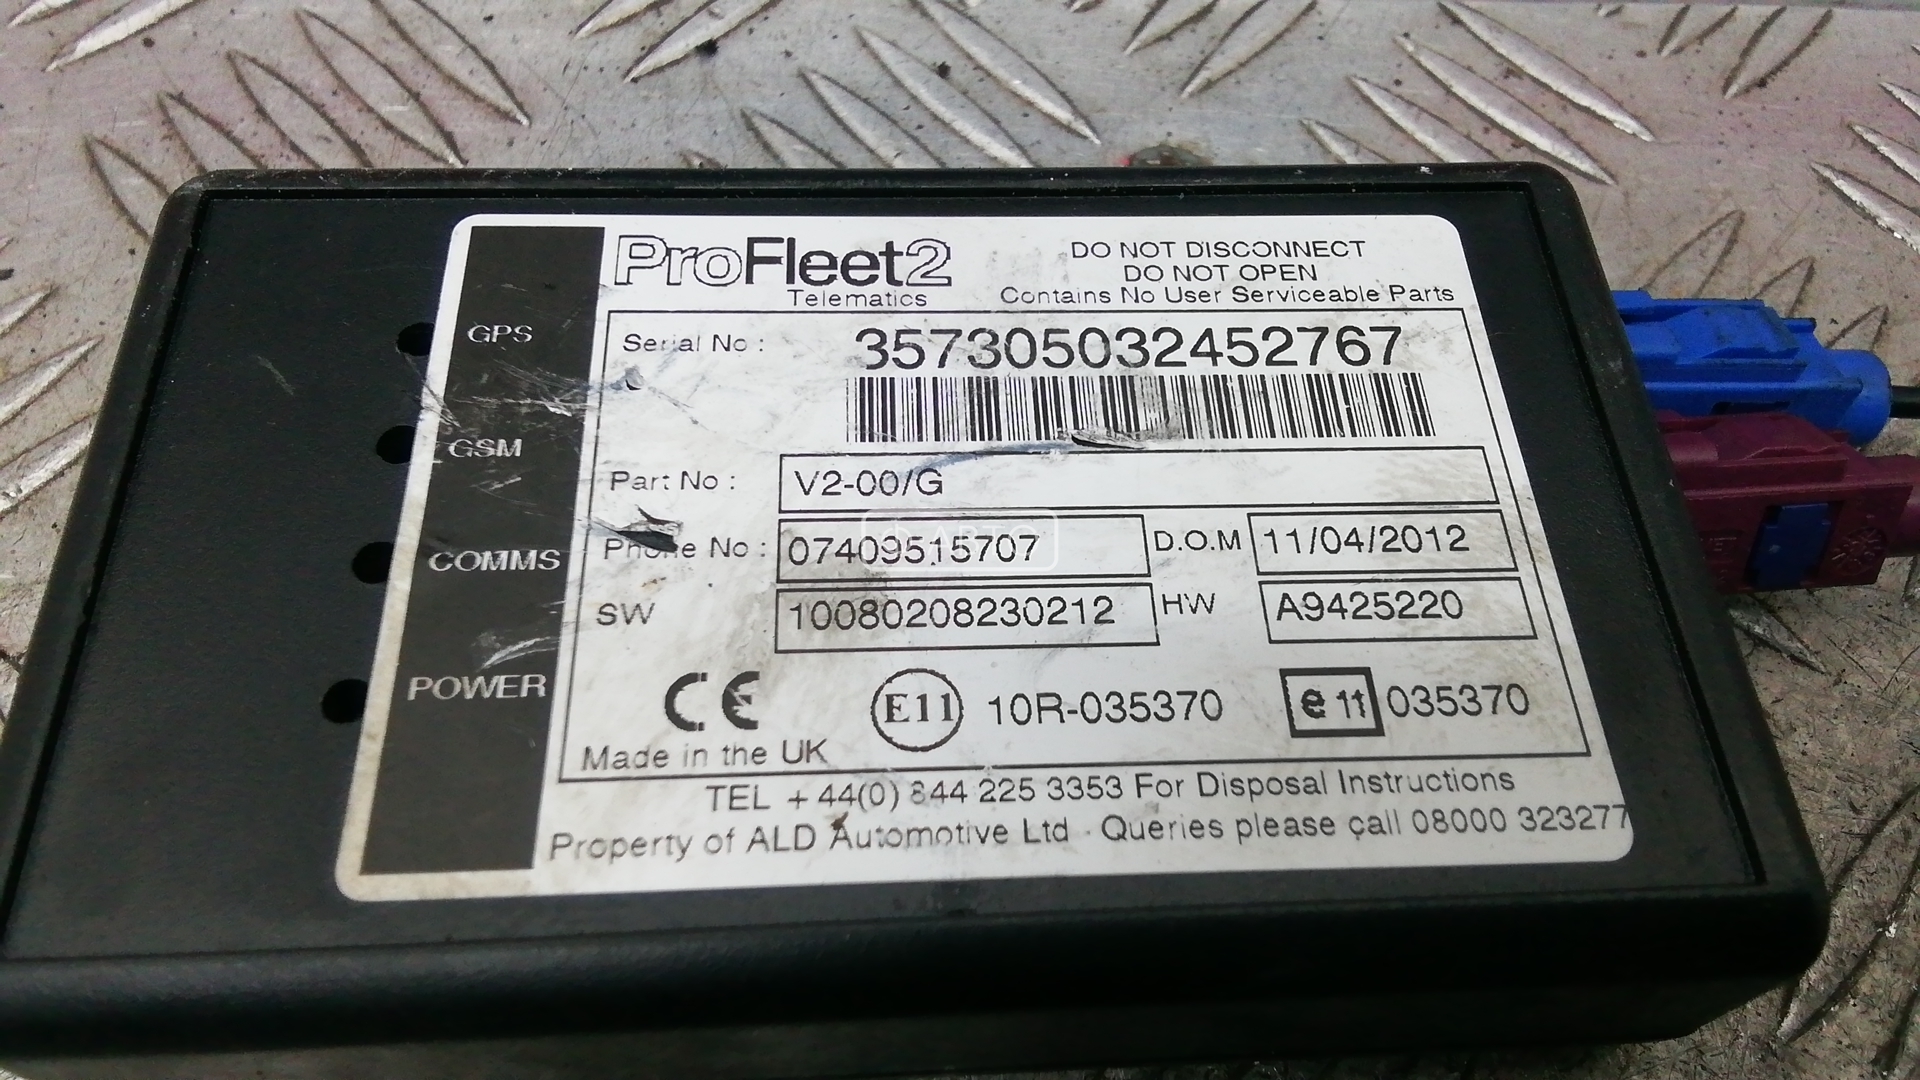 ProFleet2
Telematics
DO NOT DISCONNECT
DO NOT OPEN
Contains No User Serviceable Parts
GPS
GSM
COMMS
POWER
Serial No : 357305032452767
Part No : V2-00/G
Phone No : 07409515707 D.O.M 11/04/2012
SW 10080208230212 HW A9425220
CE E11 10R-035370 e11 035370
Made in the UK
TEL +44(0) 844 225 3353 For Disposal Instructions
Property of ALD Automotive Ltd - Queries please call 08000 323277